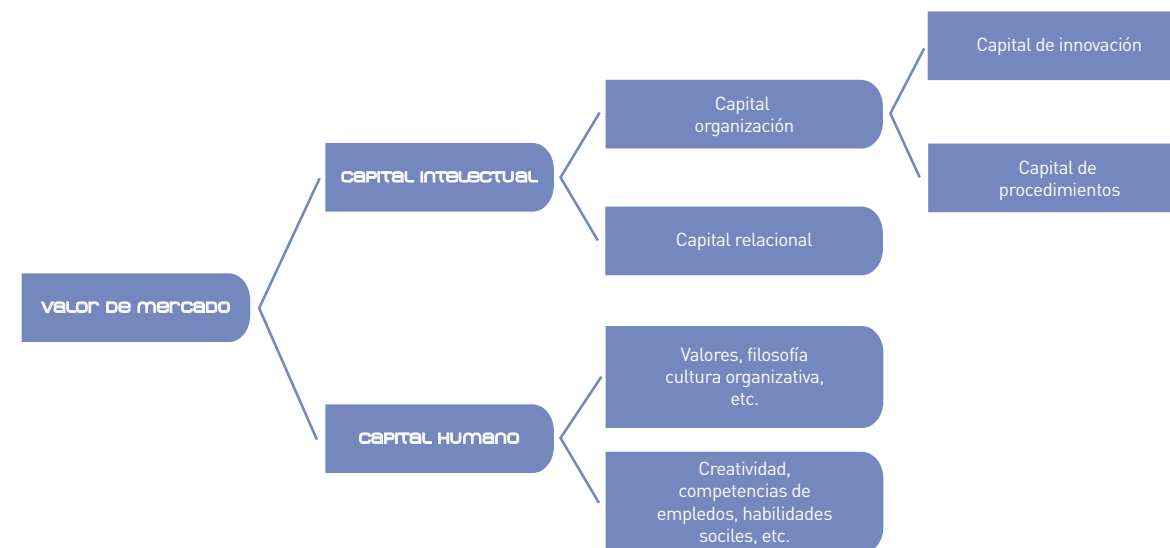 Capital de innovación
Capital
organización
Capital de
procedimientos
CAPITAL INTELECTUAL
Capital relacional
VALOR DE MERCADO
Valores, filosofía
cultura organizativa,
etc.
CAPITAL HUMANO
Creatividad,
competencias de
empledos, habilidades
sociles, etc.